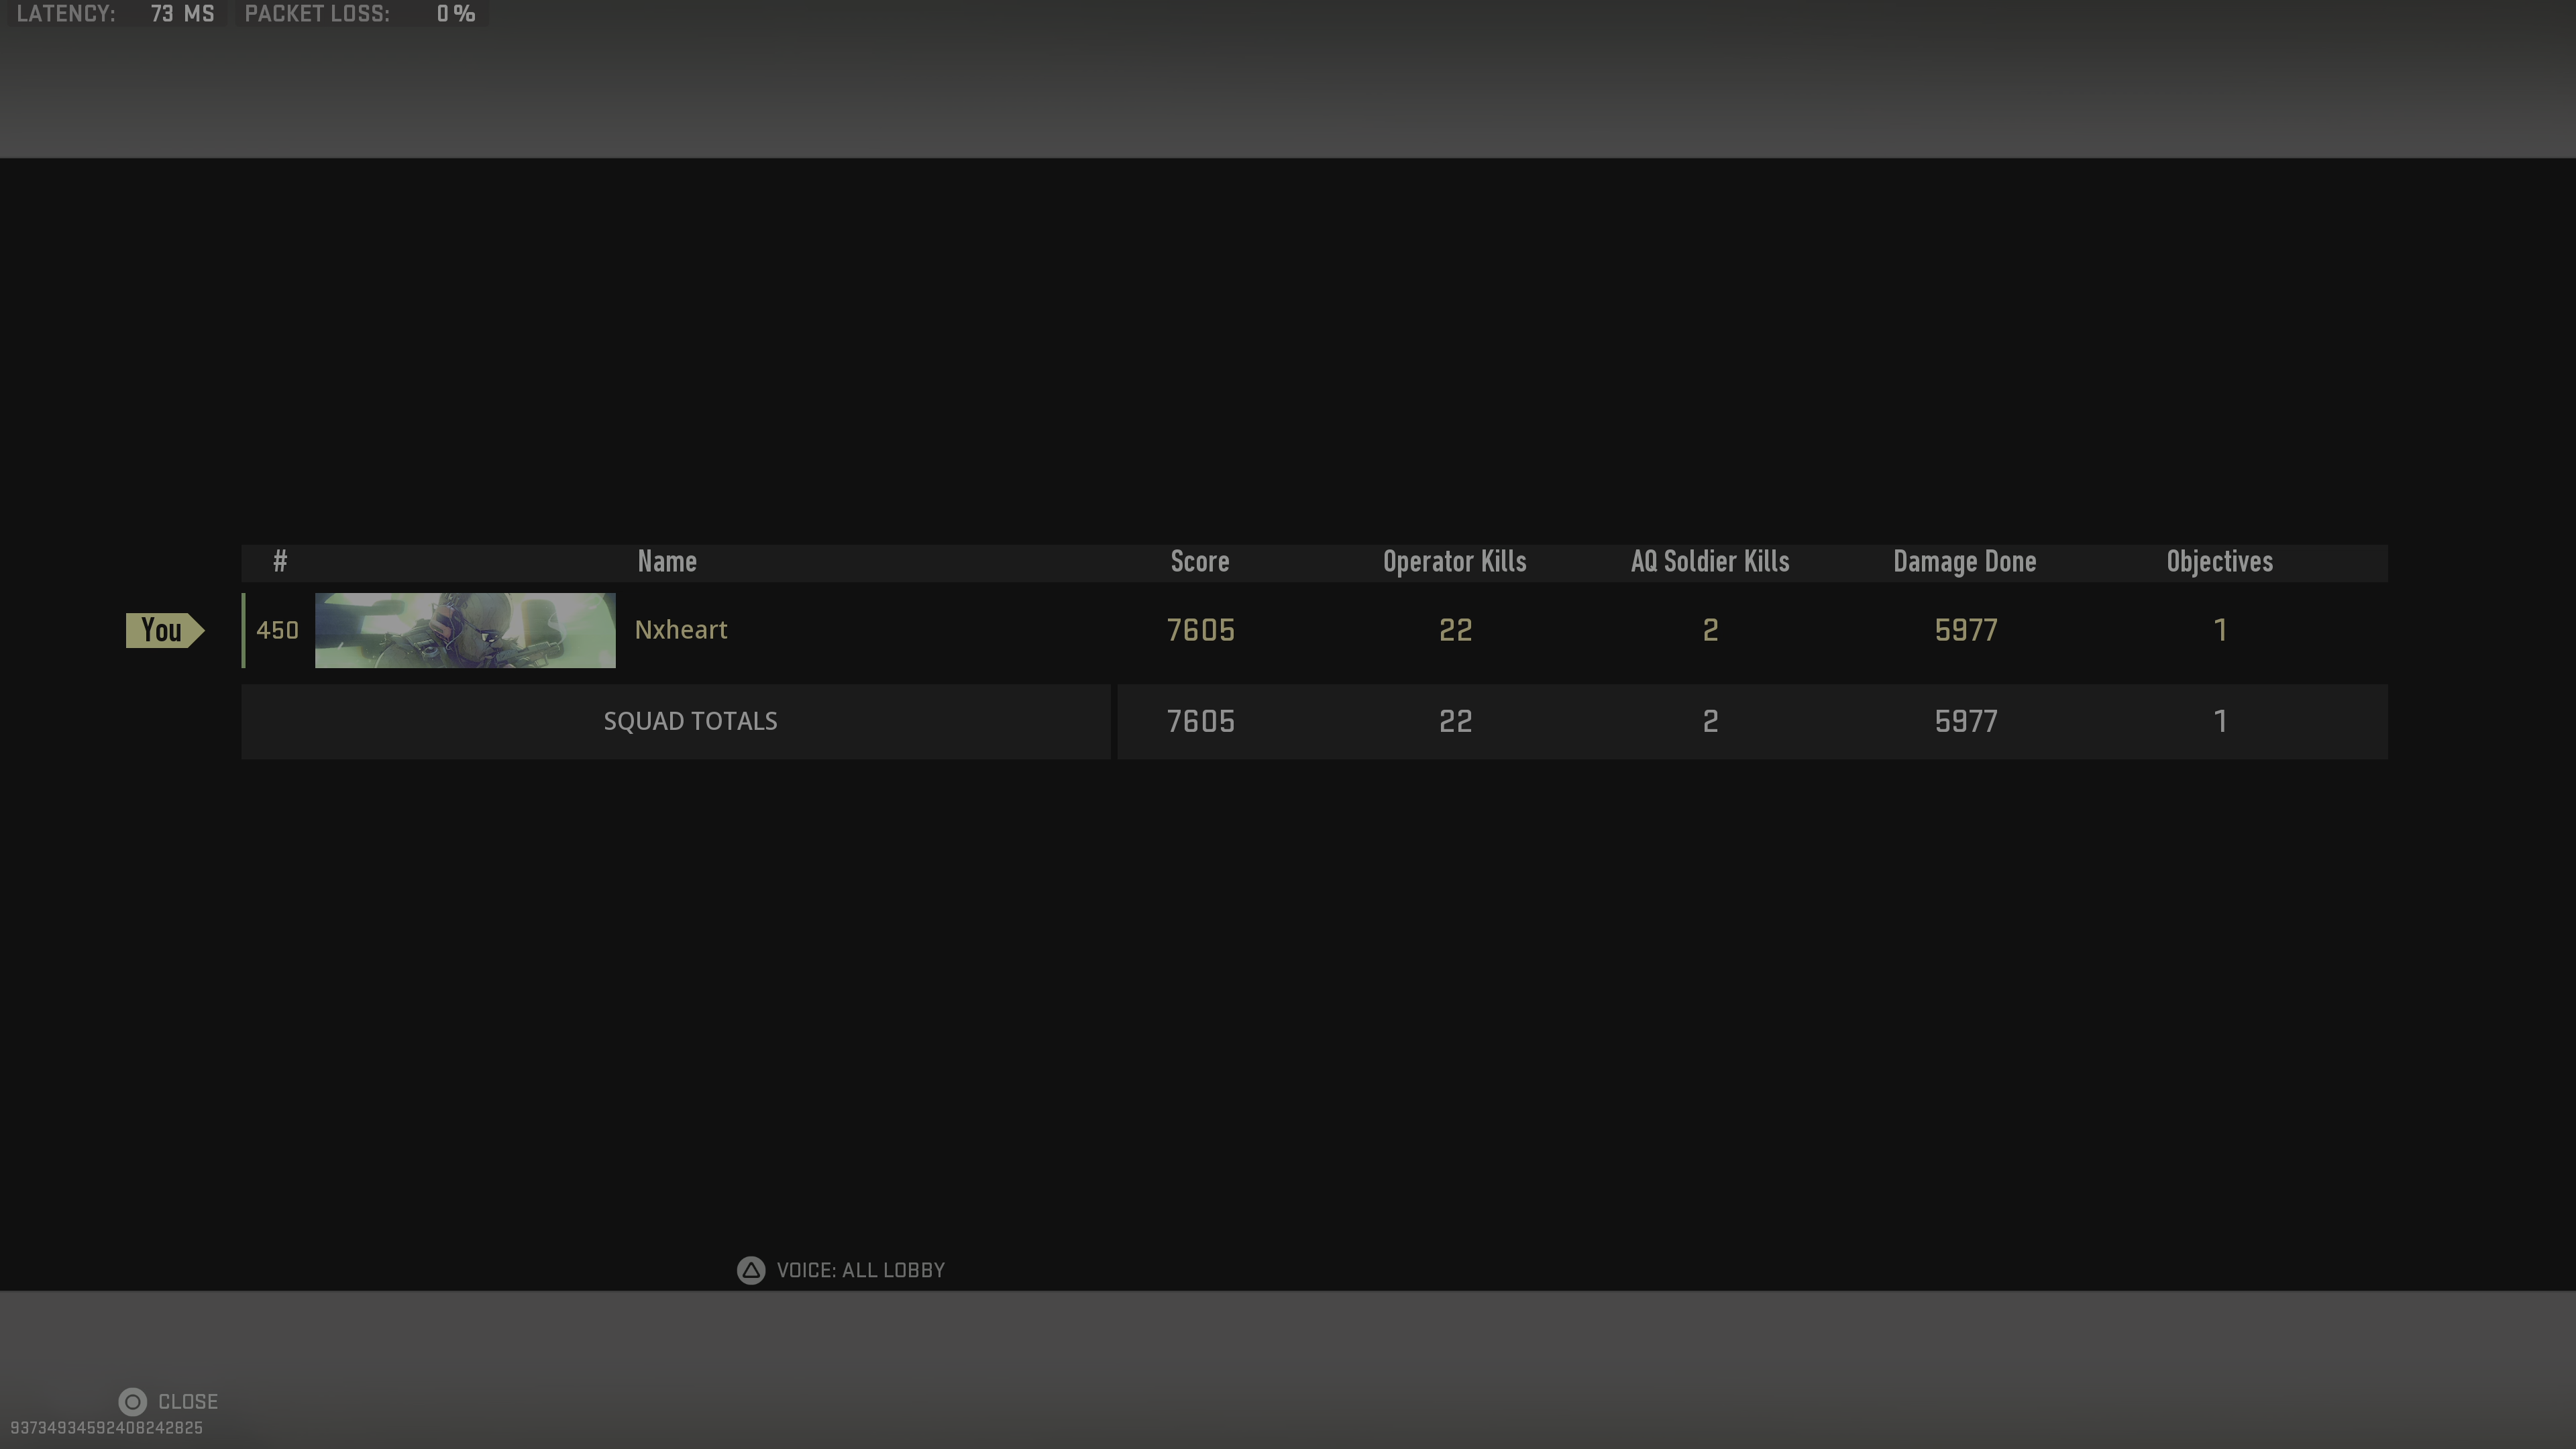 LATENCY: 73 MS PACKET LOSS: 0%
# Name Score Operator Kills AQ Soldier Kills Damage Done Objectives
You 450 Nxheart 7605 22 2 5977 1
SQUAD TOTALS 7605 22 2 5977 1
VOICE: ALL LOBBY
CLOSE
93734934592408242825